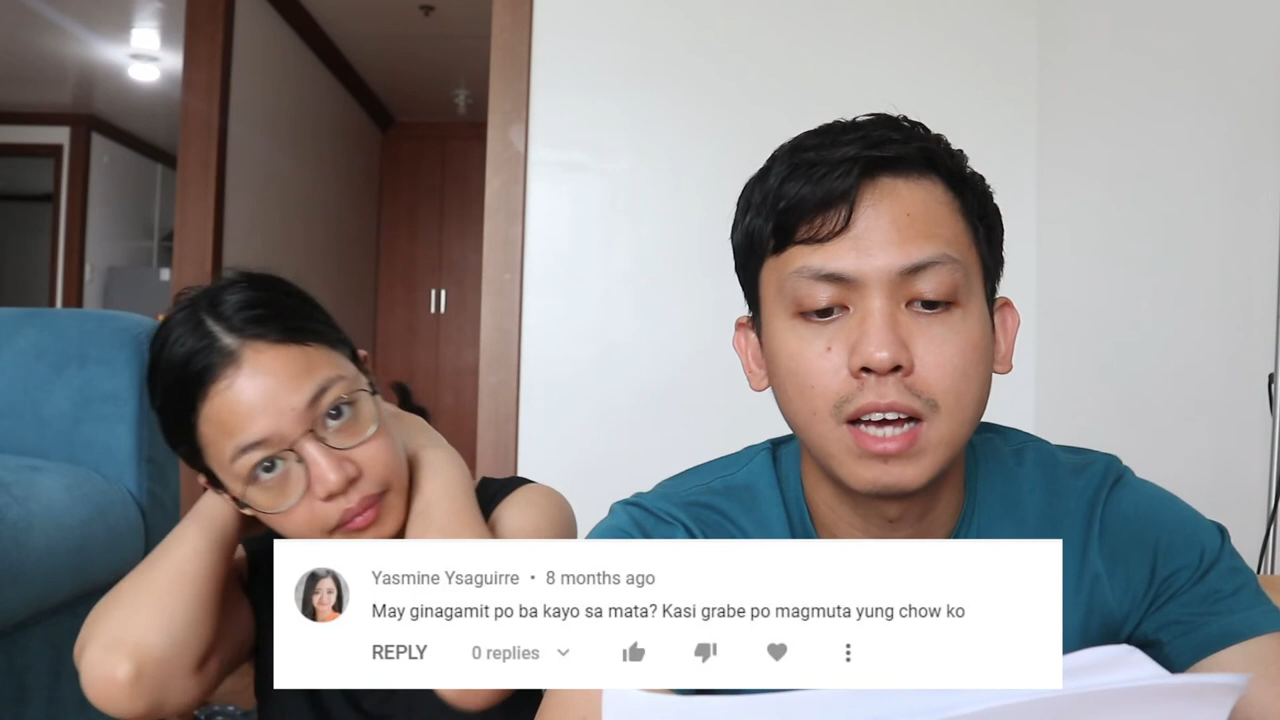 Yasmine Ysaguirre • 8 months ago
May ginagamit po ba kayo sa mata? Kasi grabe po magmuta yung chow ko
REPLY 0 replies